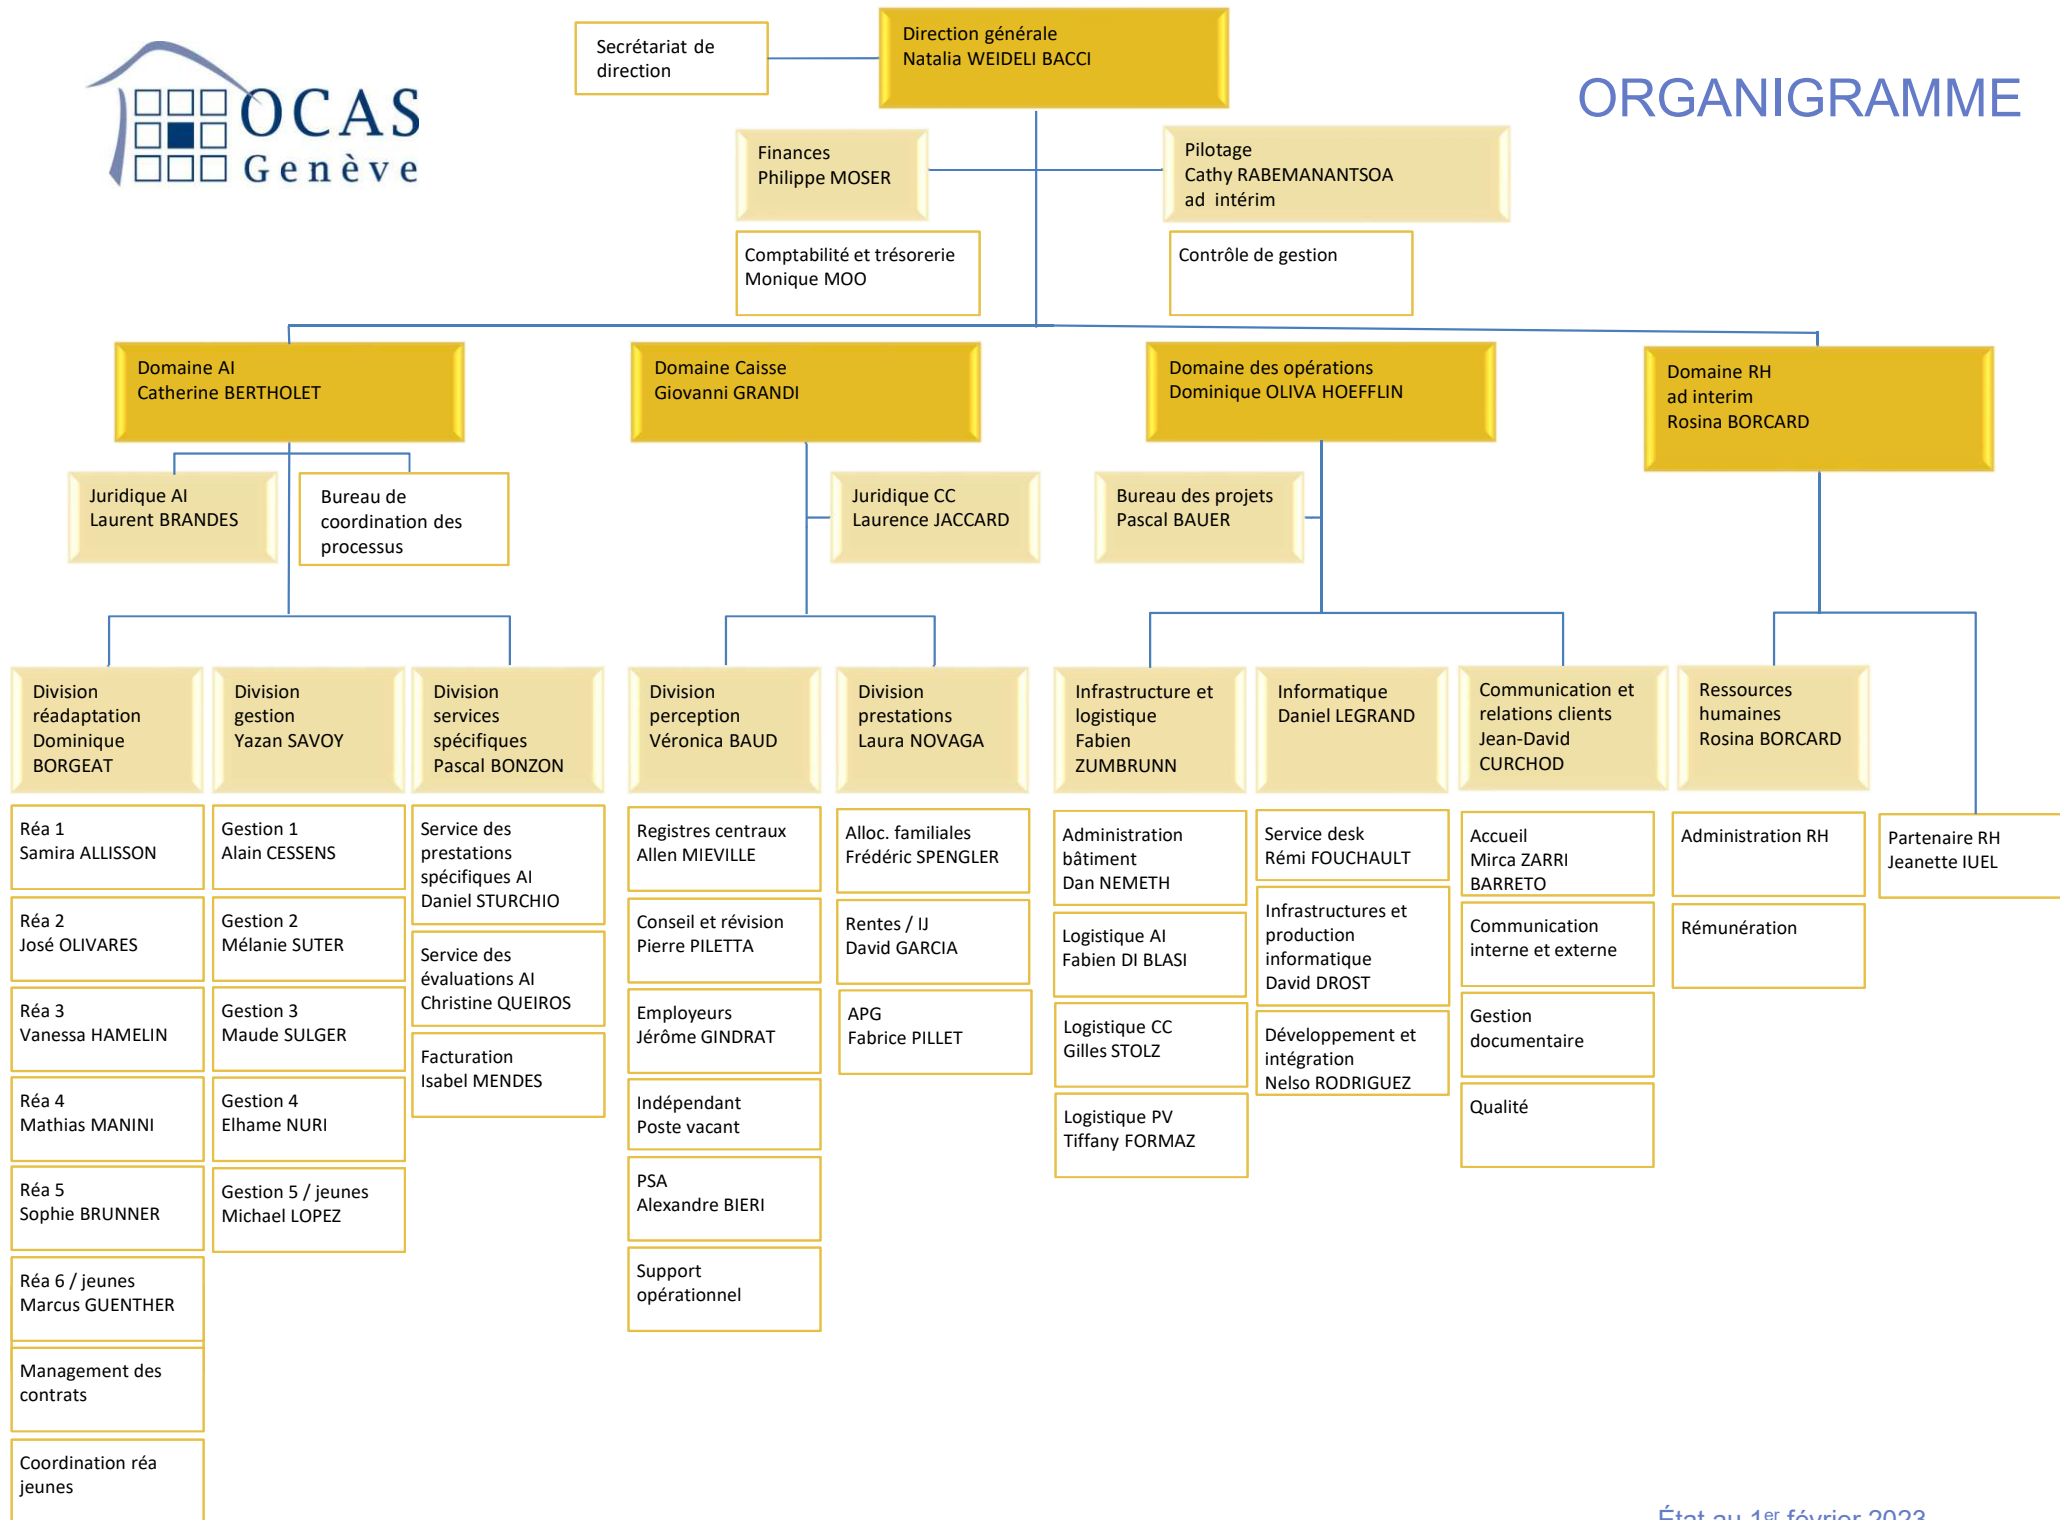 OCAS
Genève
Secrétariat de
direction
Direction générale
Natalia WEIDELI BACCI
ORGANIGRAMME
Finances
Philippe MOSER
Pilotage
Cathy RABEMANANTSOA
ad intérim
Comptabilité et trésorerie
Monique MOO
Contrôle de gestion
Domaine AI
Catherine BERTHOLET
Domaine Caisse
Giovanni GRANDI
Domaine des opérations
Dominique OLIVA HOEFFLIN
Domaine RH
ad interim
Rosina BORCARD
Juridique AI
Laurent BRANDES
Bureau de
coordination des
processus
Juridique CC
Laurence JACCARD
Bureau des projets
Pascal BAUER
Division
réadaptation
Dominique
BORGEAT
Division
gestion
Yazan SAVOY
Division
services
spécifiques
Pascal BONZON
Division
perception
Véronica BAUD
Division
prestations
Laura NOVAGA
Infrastructure et
logistique
Fabien
ZUMBRUNN
Informatique
Daniel LEGRAND
Communication et
relations clients
Jean-David
CURCHOD
Ressources
humaines
Rosina BORCARD
Réa 1
Samira ALLISSON
Réa 2
José OLIVARES
Réa 3
Vanessa HAMELIN
Réa 4
Mathias MANINI
Réa 5
Sophie BRUNNER
Réa 6 / jeunes
Marcus GUENTHER
Management des
contrats
Coordination réa
jeunes
Gestion 1
Alain CESSENS
Gestion 2
Mélanie SUTER
Gestion 3
Maude SULGER
Gestion 4
Elhame NURI
Gestion 5 / jeunes
Michael LOPEZ
Service des
prestations
spécifiques AI
Daniel STURCHIO
Service des
évaluations AI
Christine QUEIROS
Facturation
Isabel MENDES
Registres centraux
Allen MIEVILLE
Conseil et révision
Pierre PILETTA
Employeurs
Jérôme GINDRAT
Indépendant
Poste vacant
PSA
Alexandre BIERI
Support
opérationnel
Alloc. familiales
Frédéric SPENGLER
Rentes / IJ
David GARCIA
APG
Fabrice PILLET
Administration
bâtiment
Dan NEMETH
Logistique AI
Fabien DI BLASI
Logistique CC
Gilles STOLZ
Logistique PV
Tiffany FORMAZ
Service desk
Rémi FOUCHAULT
Infrastructures et
production
informatique
David DROST
Développement et
intégration
Nelso RODRIGUEZ
Accueil
Mirca ZARRI
BARRETO
Communication
interne et externe
Gestion
documentaire
Qualité
Administration RH
Rémunération
Partenaire RH
Jeanette IUEL
État au 1er février 2023